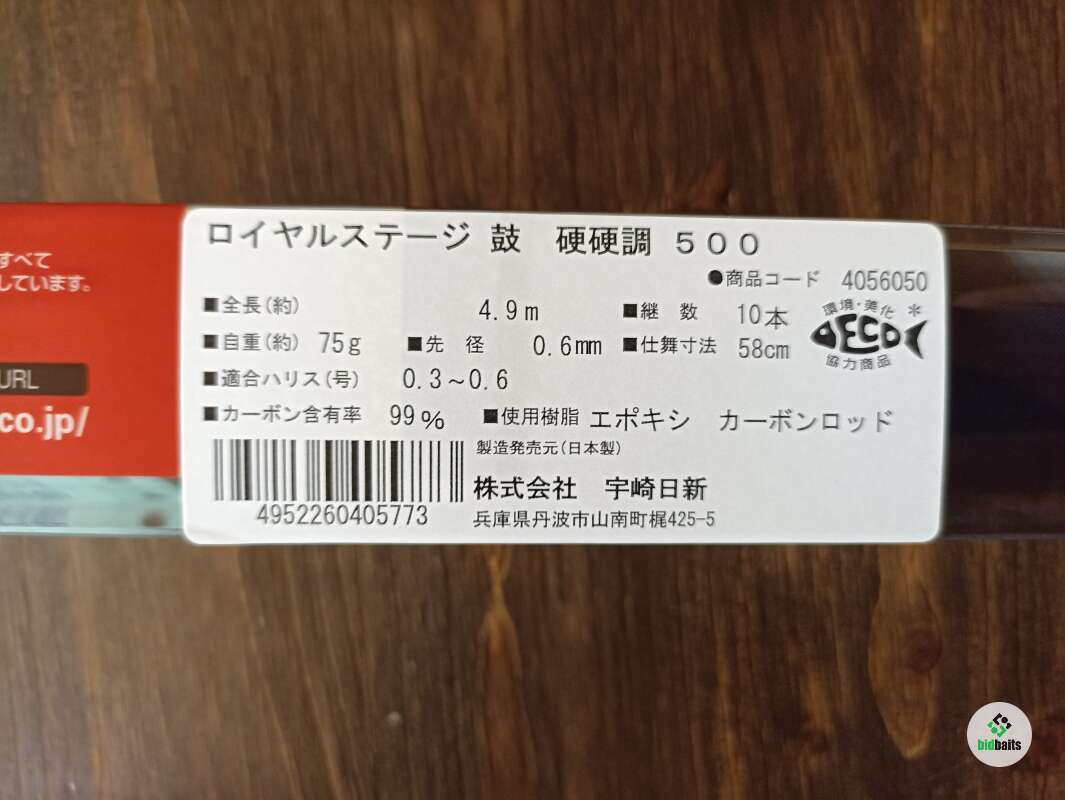 すべて
しています。
URL
co.jp/
ロイヤルステージ 鼓 硬硬調 500
●商品コード 4056050
■全長(約) 4.9m ■継 数 10本
■自重(約) 75g ■先 径 0.6mm ■仕舞寸法 58cm
■適合ハリス(号) 0.3~0.6
■カーボン含有率 99% ■使用樹脂 エポキシ カーボンロッド
環境・美化 *
DECO
協力商品
製造発売元(日本製)
株式会社 宇崎日新
4952260405773
兵庫県丹波市山南町梶425-5
bidbaits